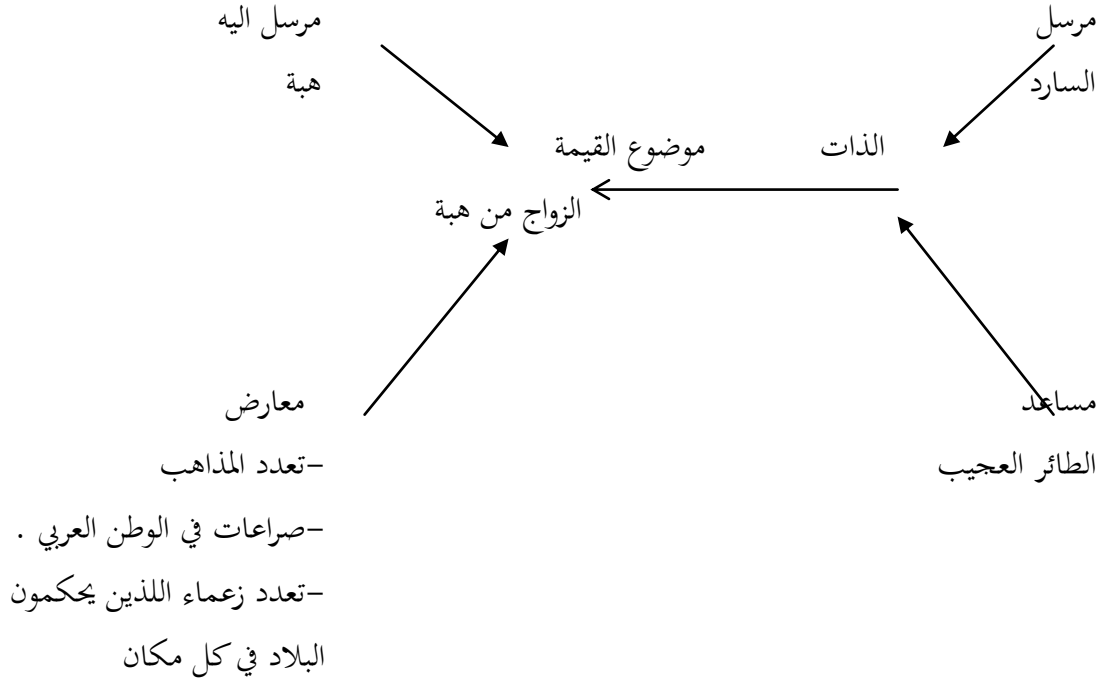 مرسل
مرسل اليه
السارد
هبة
الذات
موضوع القيمة
الزواج من هبة
مساعد
معارض
الطائر العجيب
-تعدد المذاهب
-صراعات في الوطن العربي .
-تعدد زعماء اللذين يحكمون
البلاد في كل مكان